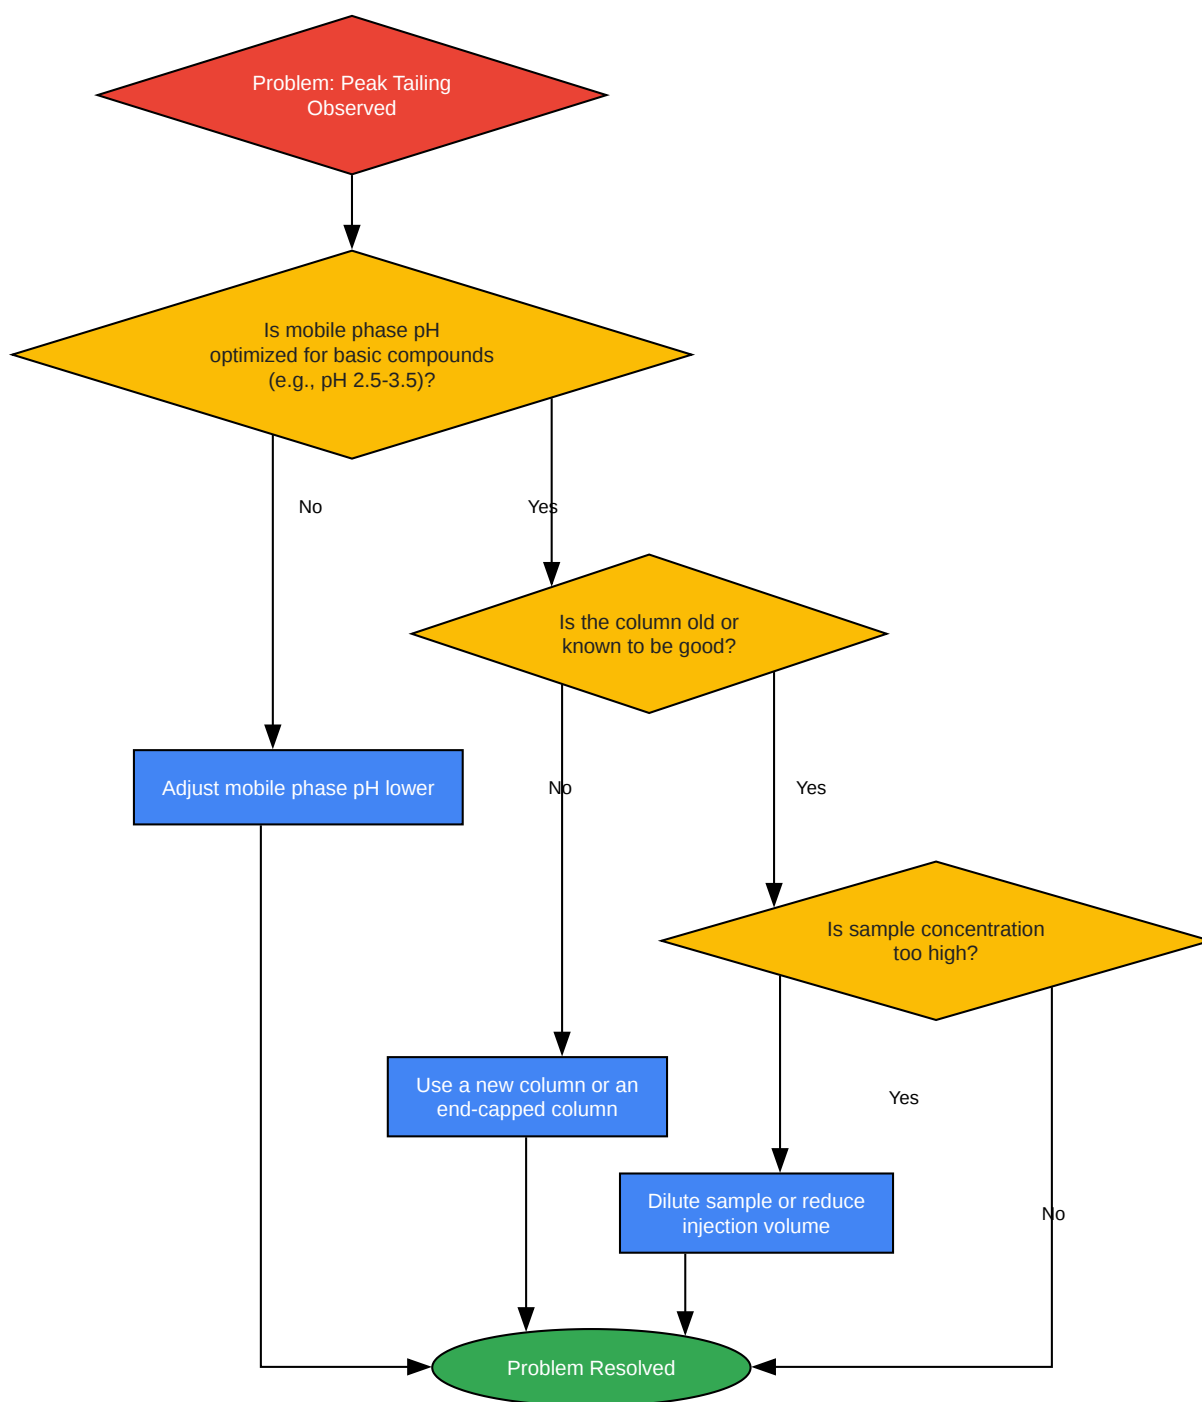 Problem: Peak Tailing
Observed
Is mobile phase pH
optimized for basic compounds
(e.g., pH 2.5-3.5)?
No
Yes
Is the column old or
known to be good?
Adjust mobile phase pH lower
No
Yes
Is sample concentration
too high?
Use a new column or an
end-capped column
Yes
Dilute sample or reduce
injection volume
No
Problem Resolved